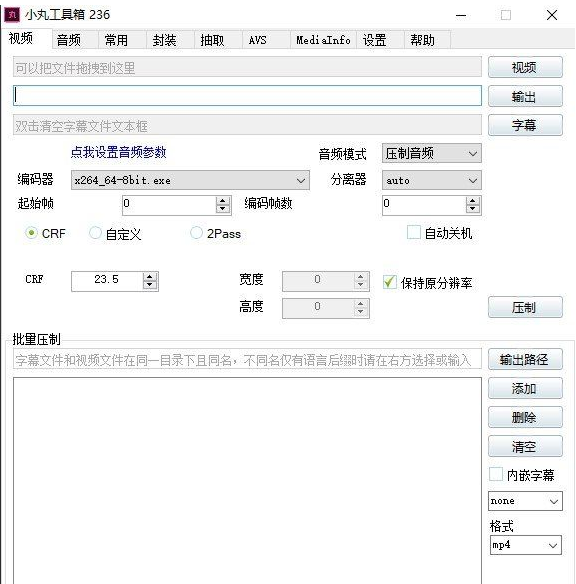 丸 小丸工具箱 236
视频 音频 常用 封装 抽取 AVS MediaInfo 设置 帮助
可以把文件拖拽到这里 视频
输出
双击清空字幕文件文本框 字幕
点我设置音频参数 音频模式 压制音频
编码器 x264_64-8bit.exe 分离器 auto
起始帧 0 编码帧数 0
CRF 自定义 2Pass 自动关机
CRF 23.5 宽度 0 保持原分辨率
高度 0 压制
批量压制
字幕文件和视频文件在同一目录下且同名，不同名仅有语言后缀时请在右方选择或输入 输出路径
添加
删除
清空
内嵌字幕
none
格式
mp4